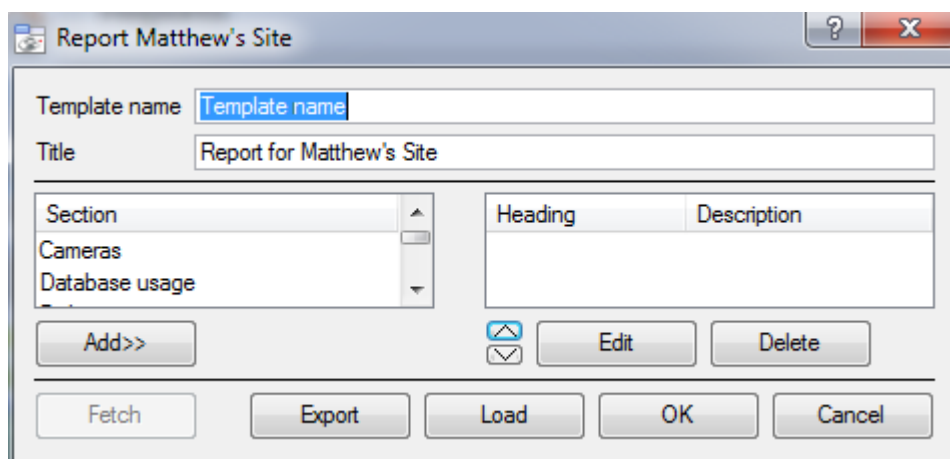 Report Matthew's Site
Template name Template name
Title Report for Matthew's Site
Section
Cameras
Database usage
Heading Description
Add>> Edit Delete
Fetch Export Load OK Cancel